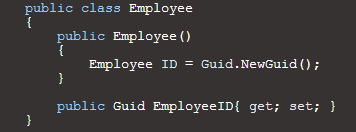 public class Employee
{
public Employee()
{
Employee ID = Guid.NewGuid();
}
public Guid EmployeeID{ get; set; }
}